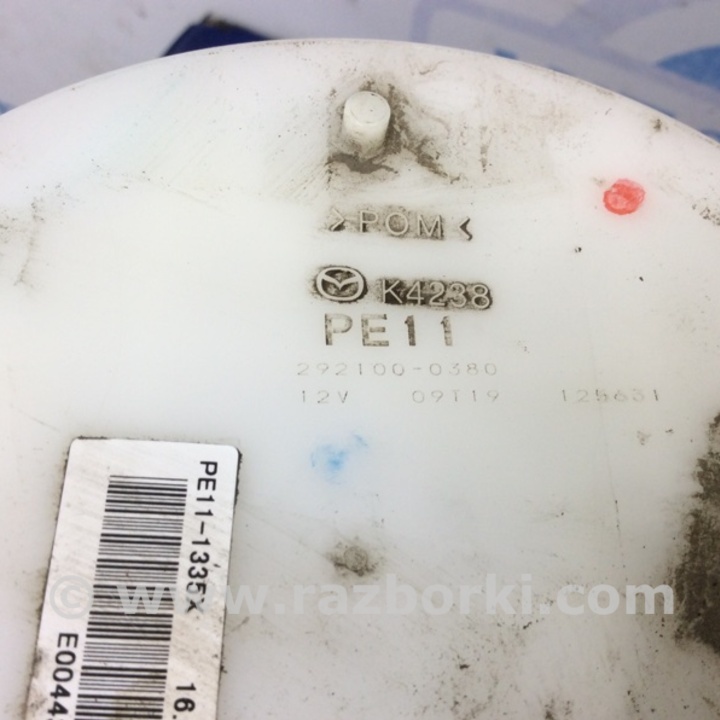 >POM<
K4238
PE11
292100-0380
12V 09T19 125631
PE11-1335X 16.
E0044
© www.razborki.com